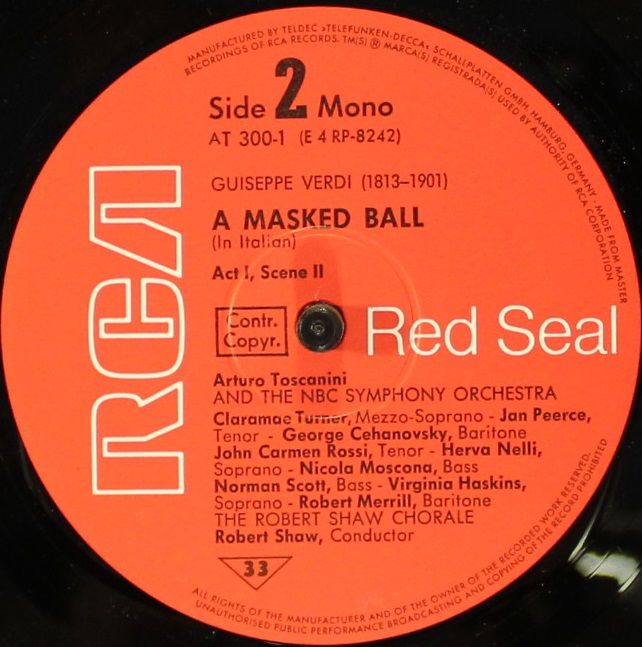 MANUFACTURED BY TELDEC »TELEFUNKEN-DECCA« SCHALLPLATTEN GMBH, HAMBURG, GERMANY · MADE FROM MASTER
RECORDINGS OF RCA RECORDS. TM(S) ® MARCA(S) REGISTRADA(S) USED BY AUTHORITY OF RCA CORPORATION
Side 2 Mono
AT 300-1 (E 4 RP-8242)
GUISEPPE VERDI (1813–1901)
A MASKED BALL
(In Italian)
Act I, Scene II
RCA
Contr.
Copyr.
Red Seal
Arturo Toscanini
AND THE NBC SYMPHONY ORCHESTRA
Claramae Turner, Mezzo-Soprano - Jan Peerce,
Tenor - George Cehanovsky, Baritone
John Carmen Rossi, Tenor - Herva Nelli,
Soprano - Nicola Moscona, Bass
Norman Scott, Bass - Virginia Haskins,
Soprano - Robert Merrill, Baritone
THE ROBERT SHAW CHORALE
Robert Shaw, Conductor
33
ALL RIGHTS OF THE MANUFACTURER AND OF THE OWNER OF THE RECORDED WORK RESERVED.
UNAUTHORISED PUBLIC PERFORMANCE BROADCASTING AND COPYING OF THE RECORD PROHIBITED